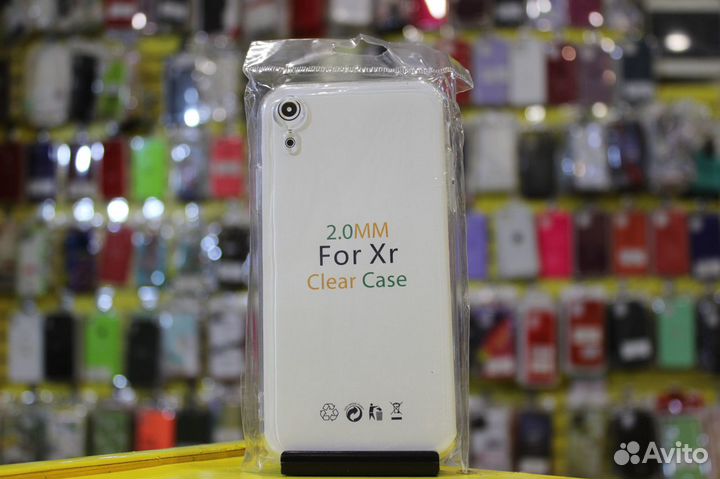 2.0MM
For Xr
Clear Case
Avito